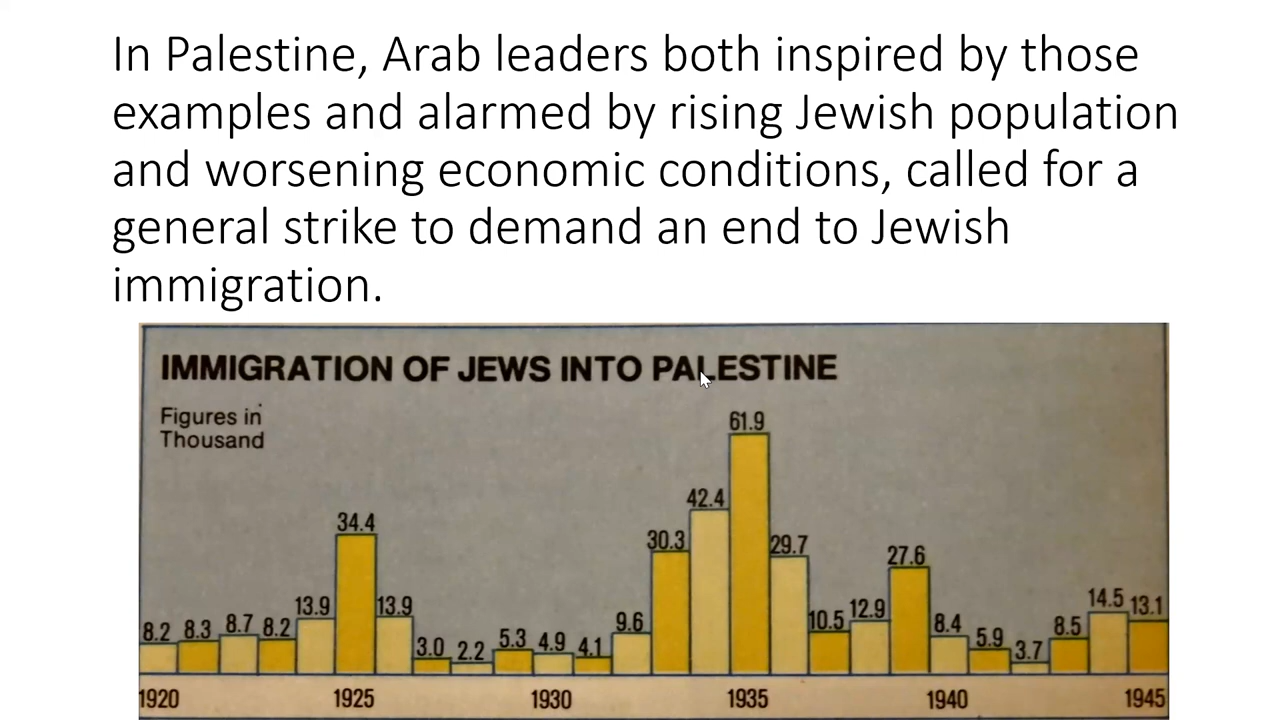 In Palestine, Arab leaders both inspired by those
examples and alarmed by rising Jewish population
and worsening economic conditions, called for a
general strike to demand an end to Jewish
immigration.
IMMIGRATION OF JEWS INTO PALESTINE
Figures in
Thousand
8.2 8.3 8.7 8.2 13.9 34.4 13.9 3.0 2.2 5.3 4.9 4.1 9.6 30.3 42.4 61.9 29.7 10.5 12.9 27.6 8.4 5.9 3.7 8.5 14.5 13.1
1920 1925 1930 1935 1940 1945